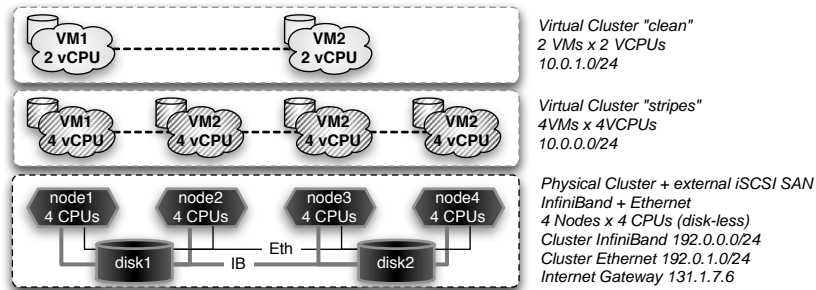 VM1
2 vCPU
VM2
2 vCPU
Virtual Cluster "clean"
2 VMs x 2 VCPUs
10.0.1.0/24
VM1
4 vCPU
VM2
4 vCPU
VM2
4 vCPU
VM2
4 vCPU
Virtual Cluster "stripes"
4VMs x 4VCPUs
10.0.0.0/24
node1
4 CPUs
node2
4 CPUs
node3
4 CPUs
node4
4 CPUs
Eth
disk1
IB
disk2
Physical Cluster + external iSCSI SAN
InfiniBand + Ethernet
4 Nodes x 4 CPUs (disk-less)
Cluster InfiniBand 192.0.0.0/24
Cluster Ethernet 192.0.1.0/24
Internet Gateway 131.1.7.6